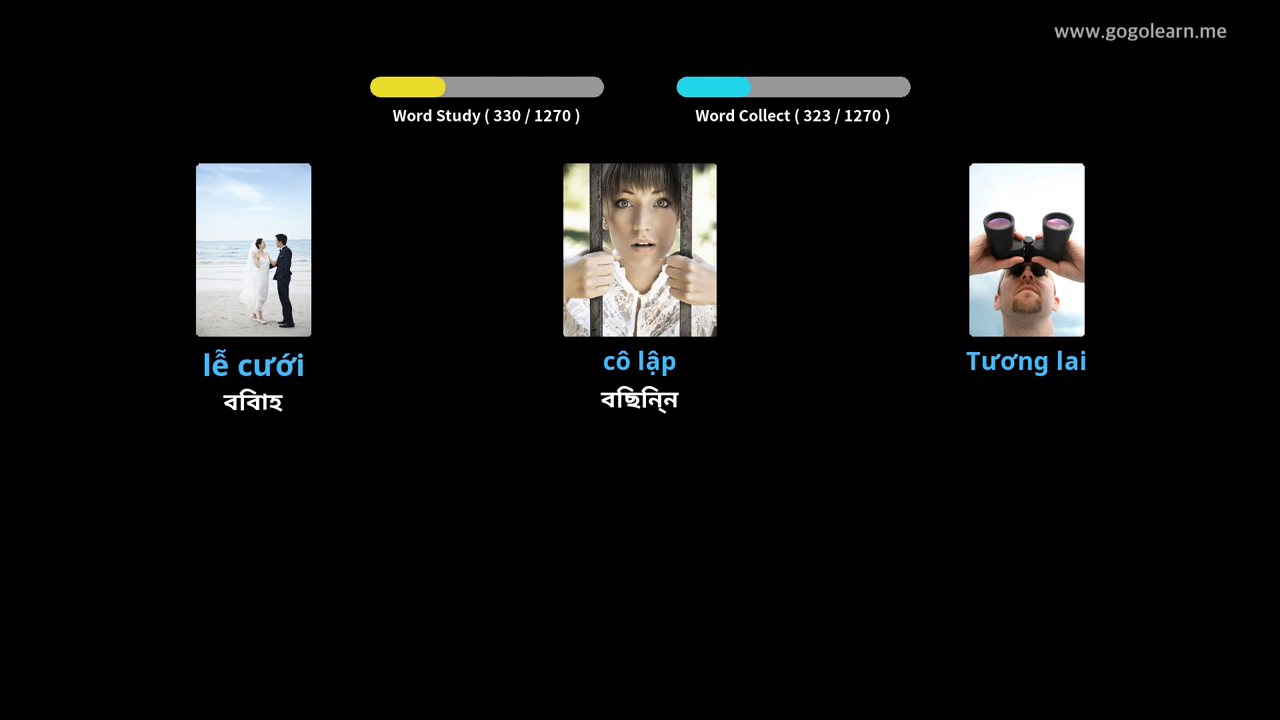 www.gogolearn.me
Word Study ( 330 / 1270 )
Word Collect ( 323 / 1270 )
lễ cưới
cô lập
Tương lai
বিবাহ
বিচ্ছিন্ন